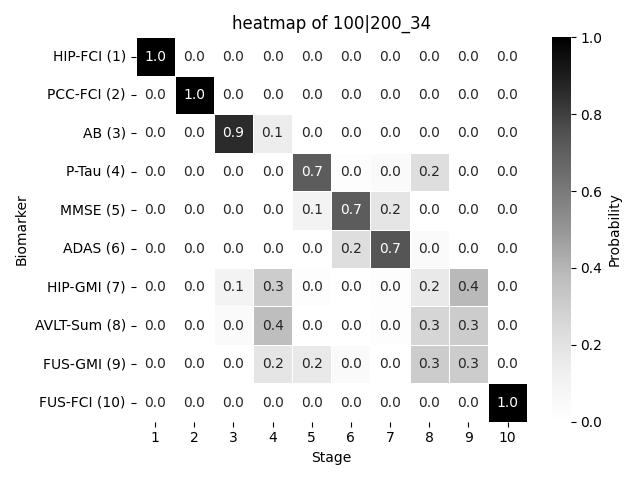 heatmap of 100|200_34
HIP-FCI (1) 1.0 0.0 0.0 0.0 0.0 0.0 0.0 0.0 0.0 0.0
PCC-FCI (2) 0.0 1.0 0.0 0.0 0.0 0.0 0.0 0.0 0.0 0.0
AB (3) 0.0 0.0 0.9 0.1 0.0 0.0 0.0 0.0 0.0 0.0
P-Tau (4) 0.0 0.0 0.0 0.0 0.7 0.0 0.0 0.2 0.0 0.0
MMSE (5) 0.0 0.0 0.0 0.0 0.1 0.7 0.2 0.0 0.0 0.0
ADAS (6) 0.0 0.0 0.0 0.0 0.0 0.2 0.7 0.0 0.0 0.0
HIP-GMI (7) 0.0 0.0 0.1 0.3 0.0 0.0 0.0 0.2 0.4 0.0
AVLT-Sum (8) 0.0 0.0 0.0 0.4 0.0 0.0 0.0 0.3 0.3 0.0
FUS-GMI (9) 0.0 0.0 0.0 0.2 0.2 0.0 0.0 0.3 0.3 0.0
FUS-FCI (10) 0.0 0.0 0.0 0.0 0.0 0.0 0.0 0.0 0.0 1.0
1 2 3 4 5 6 7 8 9 10
Stage
Biomarker
1.0
0.8
0.6
0.4
0.2
0.0
Probability